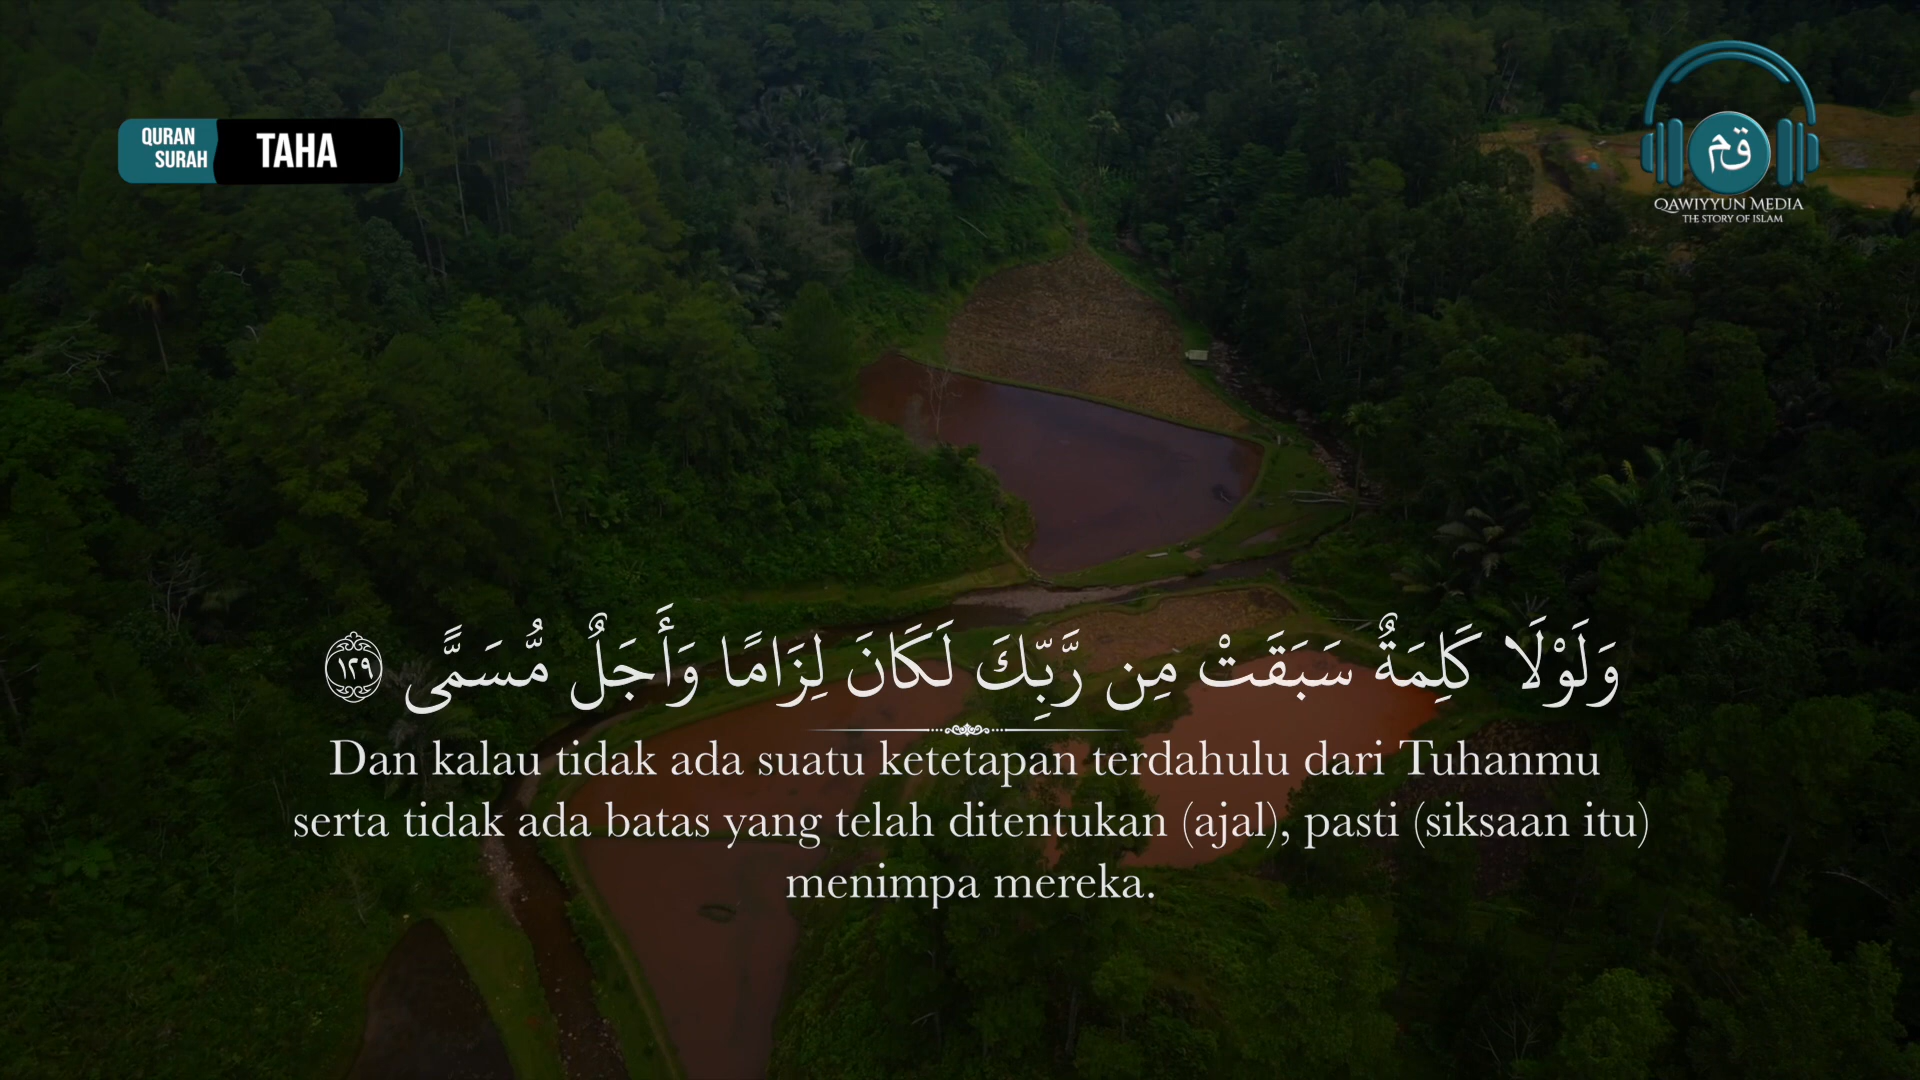 QURAN
SURAH
TAHA
قم
QAWIYYUN MEDIA
THE STORY OF ISLAM
وَلَوْلَا كَلِمَةٌ سَبَقَتْ مِن رَّبِّكَ لَكَانَ لِزَامًا وَأَجَلٌ مُّسَمًّى ١٢٩
Dan kalau tidak ada suatu ketetapan terdahulu dari Tuhanmu
serta tidak ada batas yang telah ditentukan (ajal), pasti (siksaan itu)
menimpa mereka.